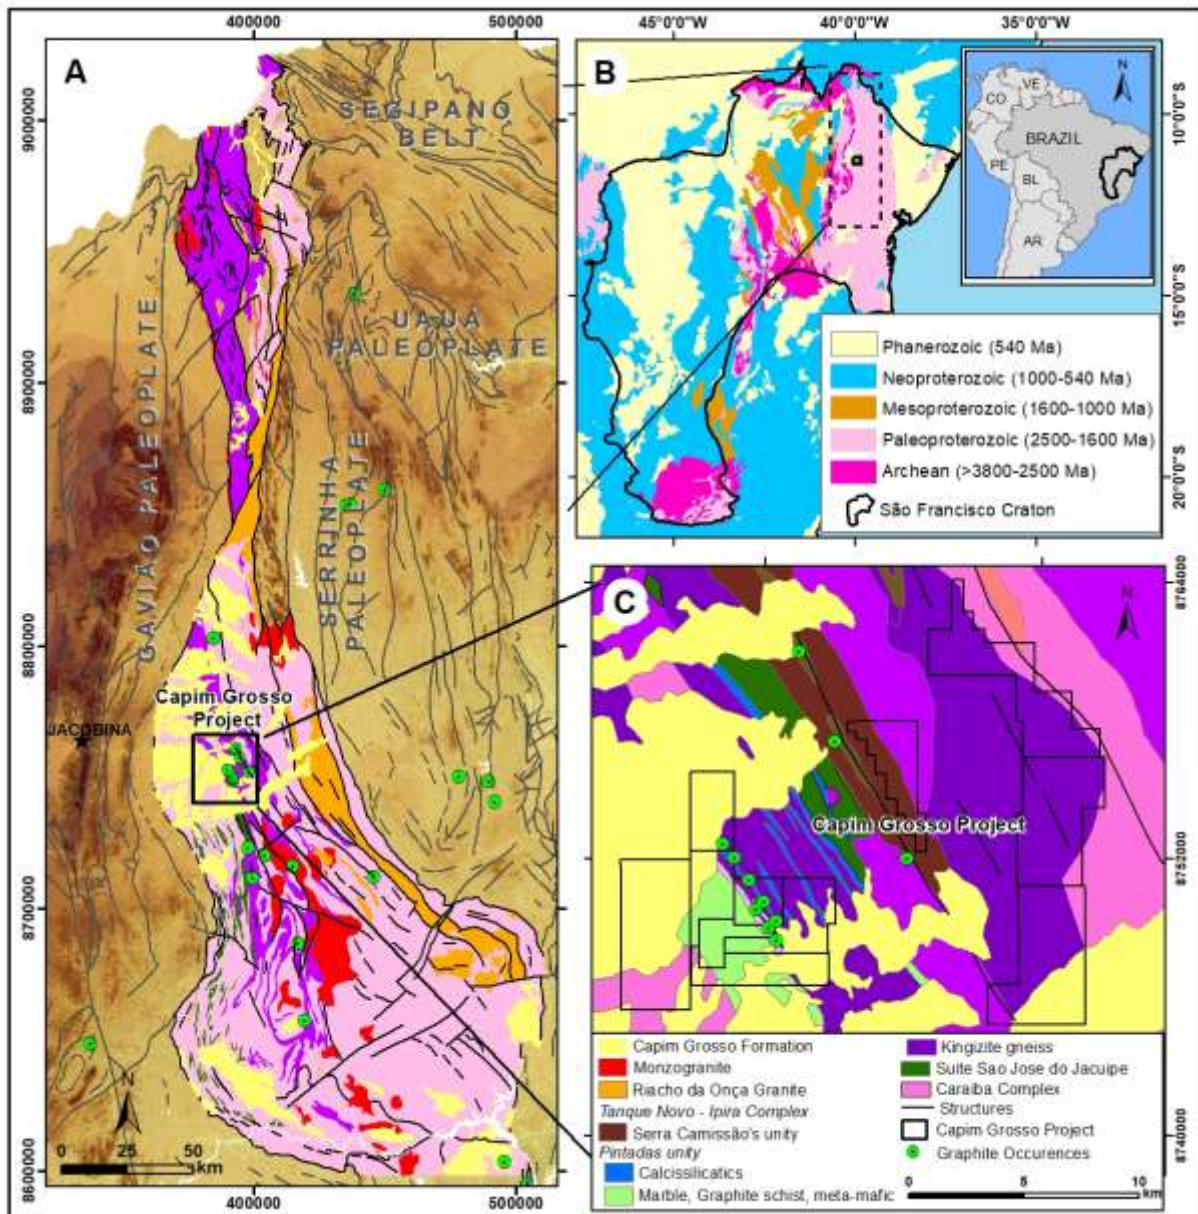 400000
500000
A
SEGIPANO
BELT
9000000
UAUÁ
PALEOPLATE
8900000
GAVIÃO PALEOPLATE
SERRINHA
PALEOPLATE
8800000
Capim Grosso
Project
JACOBINA
8700000
N
0 25 50
km
8600000
400000
500000
45°0'0"W
40°0'0"W
35°0'0"W
B
10°0'0"S
15°0'0"S
20°0'0"S
N
VE
CO
BRAZIL
PE
BL
AR
Phanerozoic (540 Ma)
Neoproterozoic (1000-540 Ma)
Mesoproterozoic (1600-1000 Ma)
Paleoproterozoic (2500-1600 Ma)
Archean (>3800-2500 Ma)
São Francisco Craton
C
N
8764000
Capim Grosso Project
8752000
8740000
Capim Grosso Formation
Monzogranite
Riacho da Onça Granite
Tanque Novo - Ipira Complex
Serra Camissão's unity
Pintadas unity
Calcissilicatics
Marble, Graphite schist, meta-mafic
Kingizite gneiss
Suite Sao Jose do Jacuipe
Caraiba Complex
Structures
Capim Grosso Project
Graphite Occurences
0 5 10
km